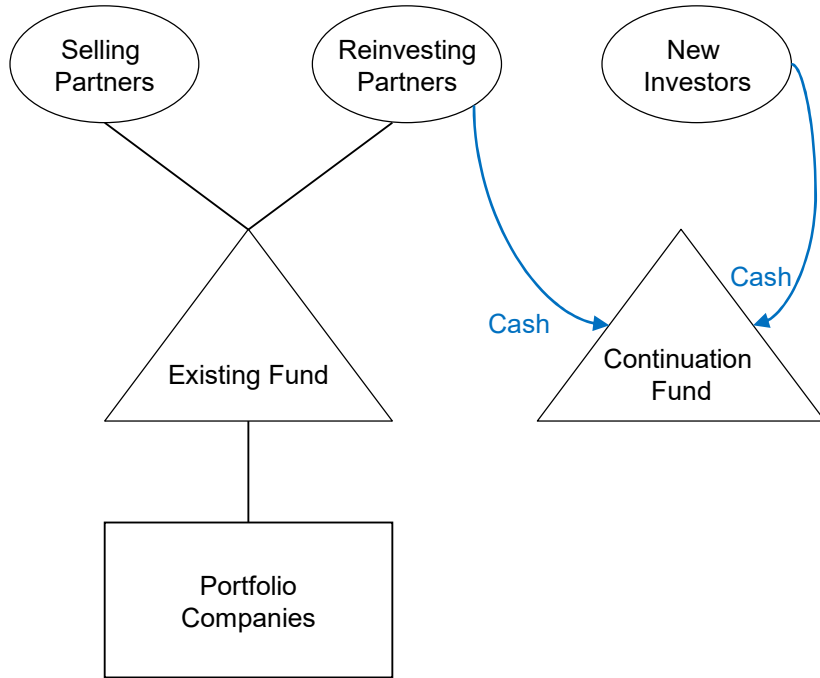 Selling
Partners
Reinvesting
Partners
New
Investors
Cash
Cash
Existing Fund
Continuation
Fund
Portfolio
Companies